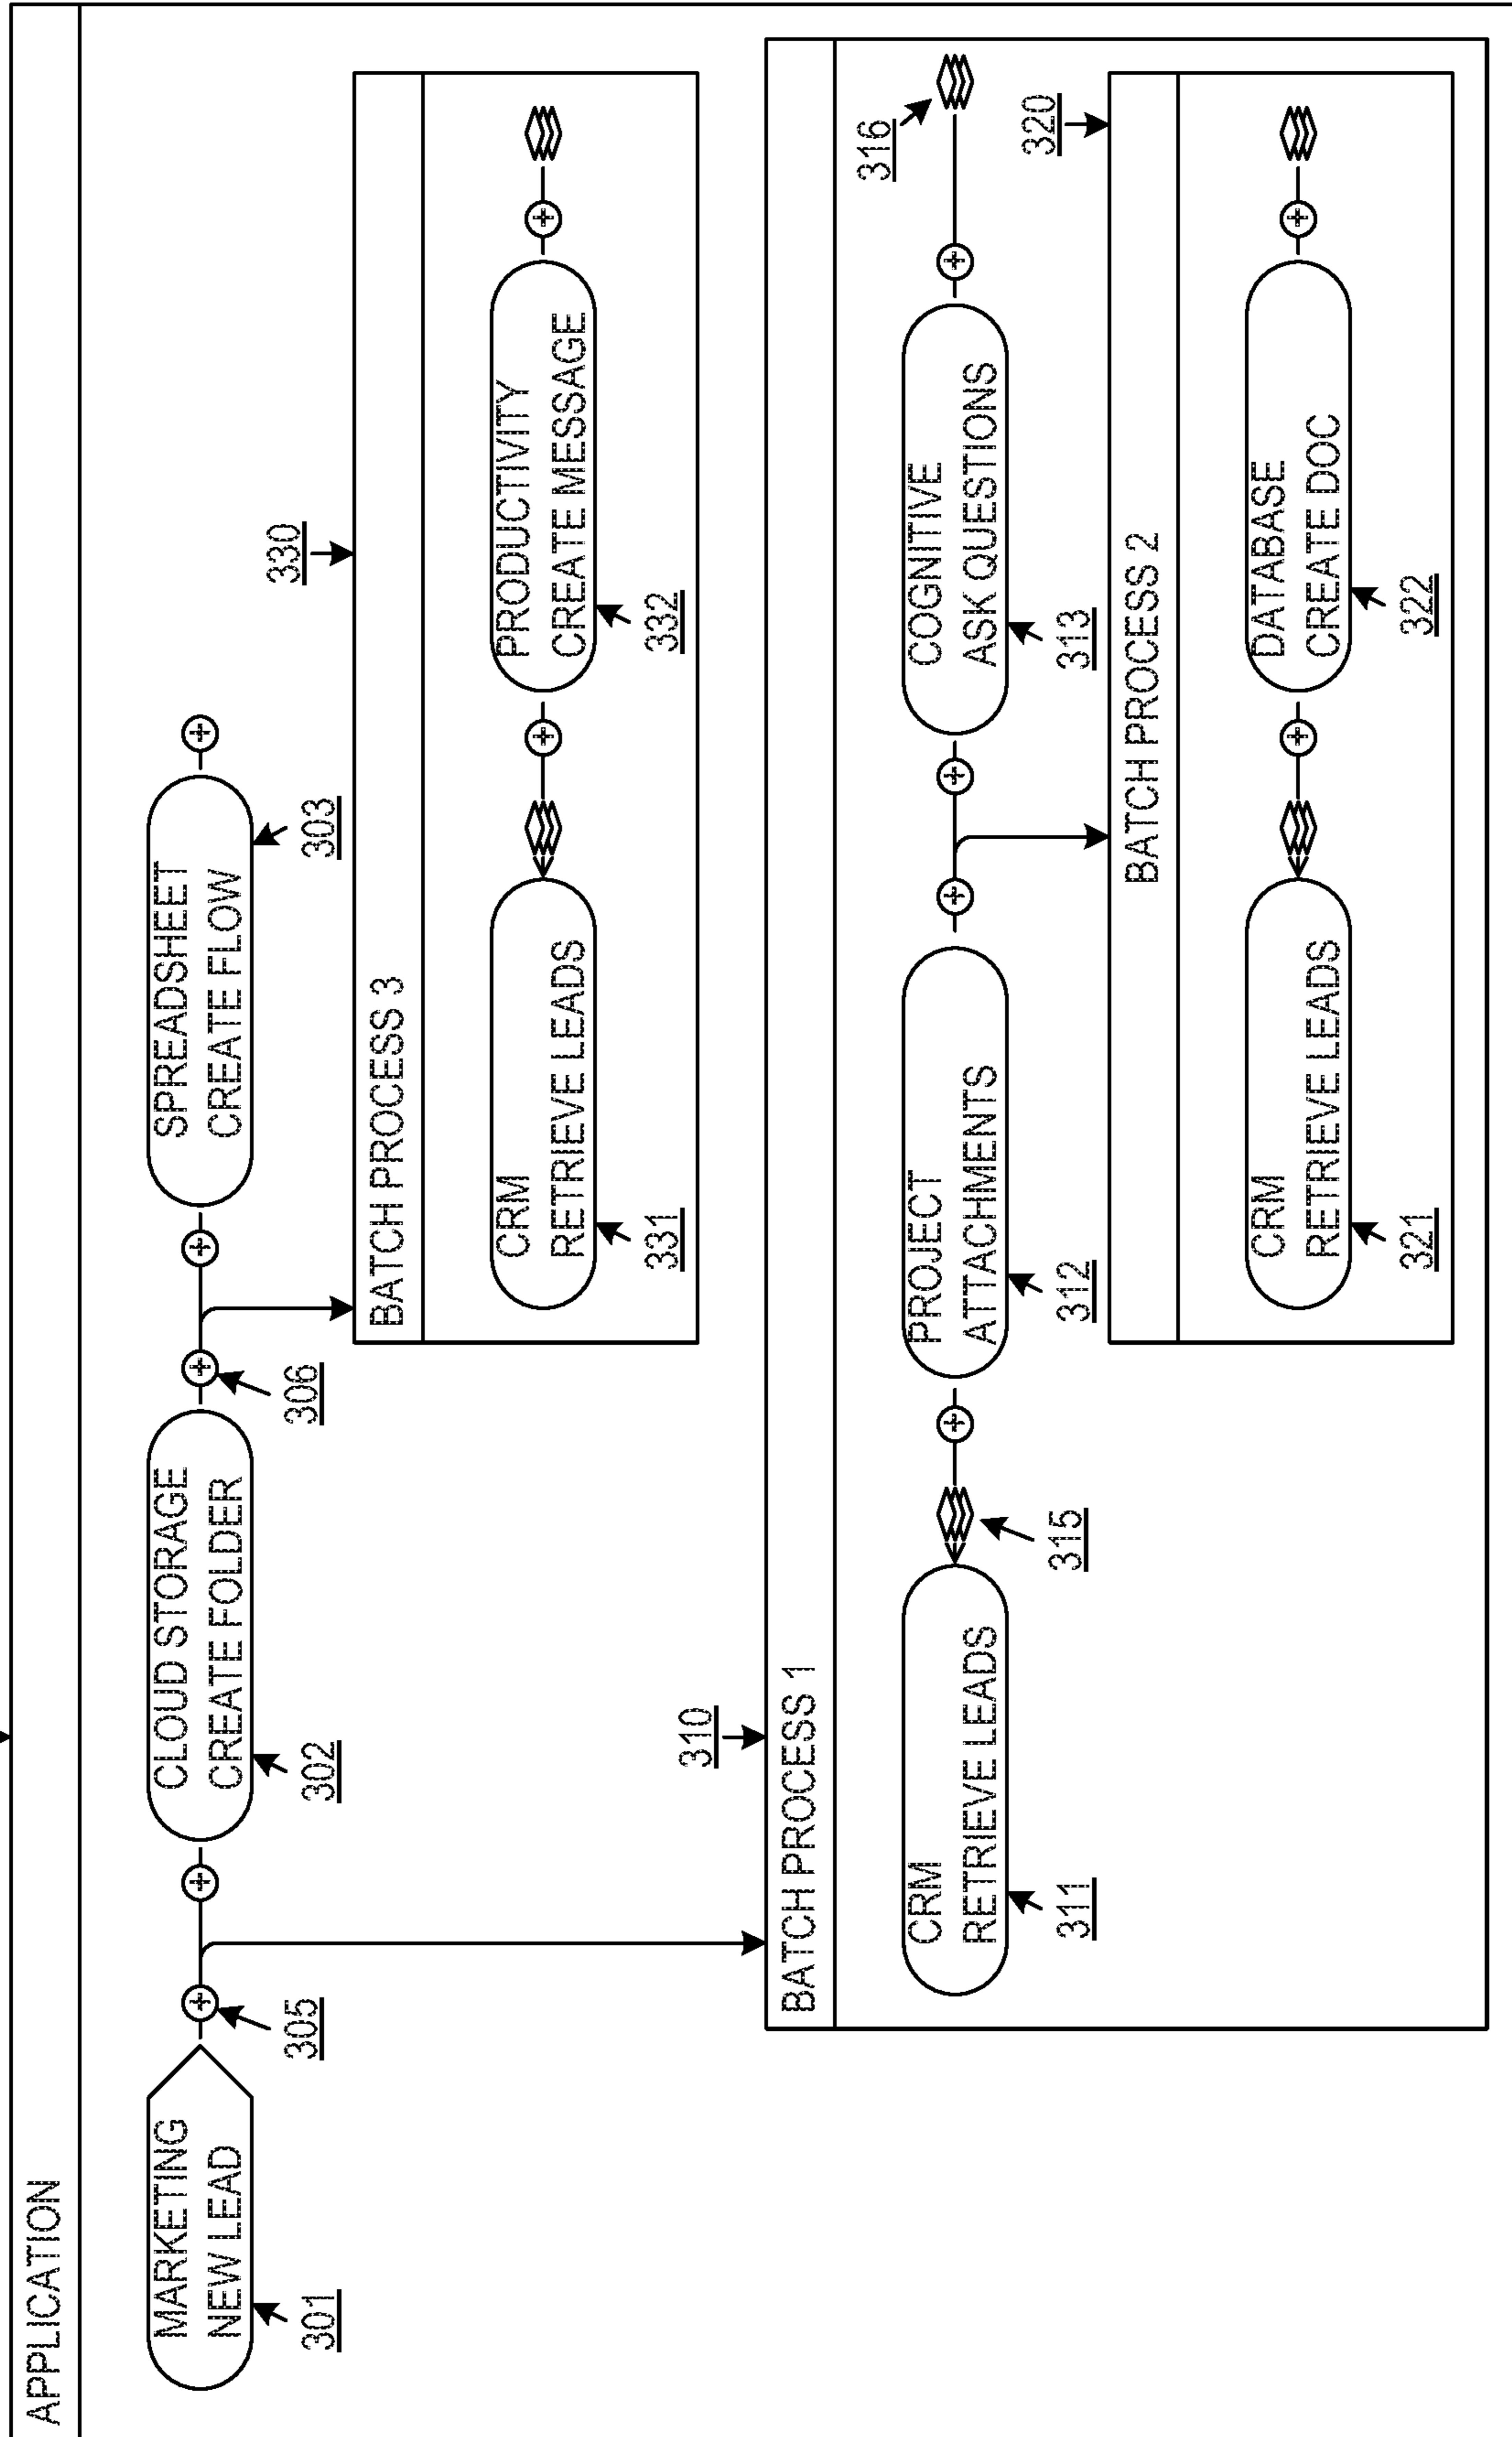 APPLICATION
MARKETING
NEW LEAD
301
305
CLOUD STORAGE
CREATE FOLDER
302
306
SPREADSHEET
CREATE FLOW
303
330
BATCH PROCESS 3
CRM
RETRIEVE LEADS
331
PRODUCTIVITY
CREATE MESSAGE
332
310
BATCH PROCESS 1
CRM
RETRIEVE LEADS
311
315
PROJECT
ATTACHMENTS
312
COGNITIVE
ASK QUESTIONS
313
316
320
BATCH PROCESS 2
CRM
RETRIEVE LEADS
321
DATABASE
CREATE DOC
322